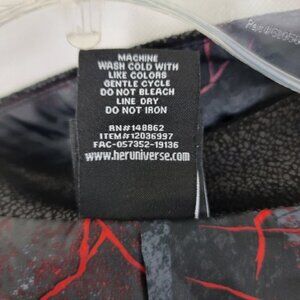 MACHINE
WASH COLD WITH
LIKE COLORS
GENTLE CYCLE
DO NOT BLEACH
LINE DRY
DO NOT IRON
RN#148862
ITEM#12036997
FAC-057352-19136
www.heruniverse.com